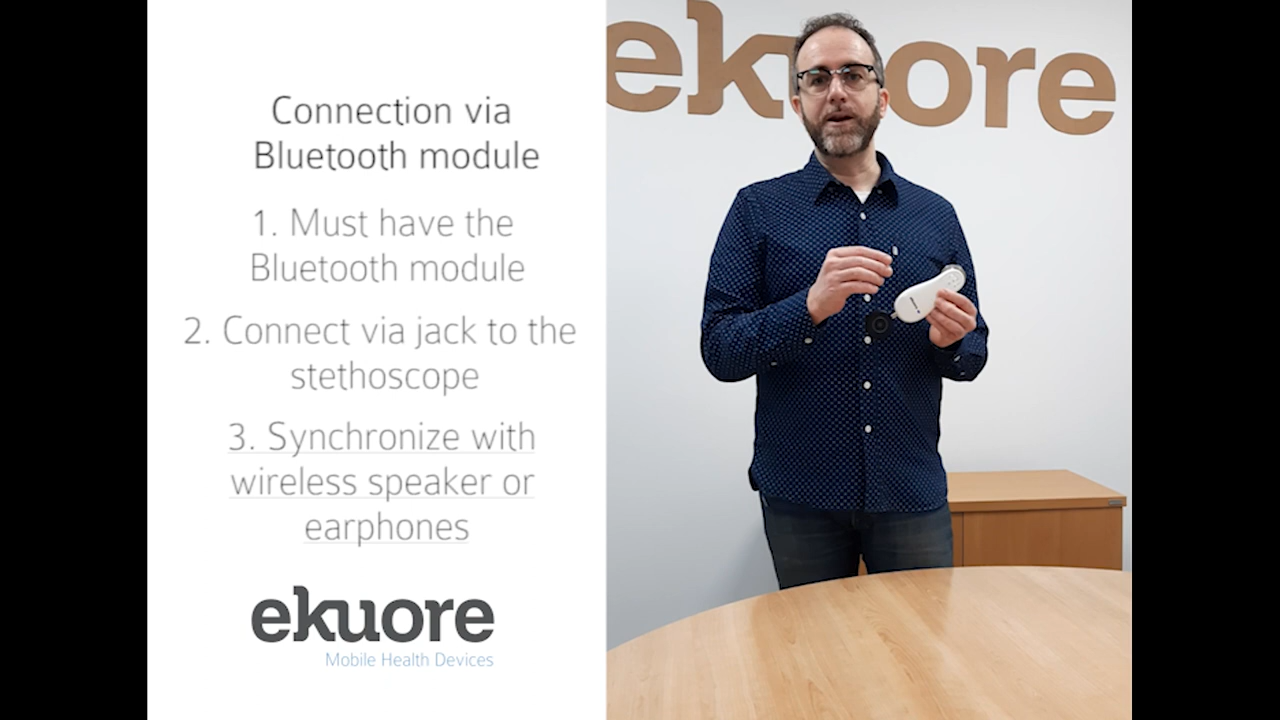 Connection via
Bluetooth module
1. Must have the
Bluetooth module
2. Connect via jack to the
stethoscope
3. Synchronize with
wireless speaker or
earphones
ekuore
Mobile Health Devices
ekuore